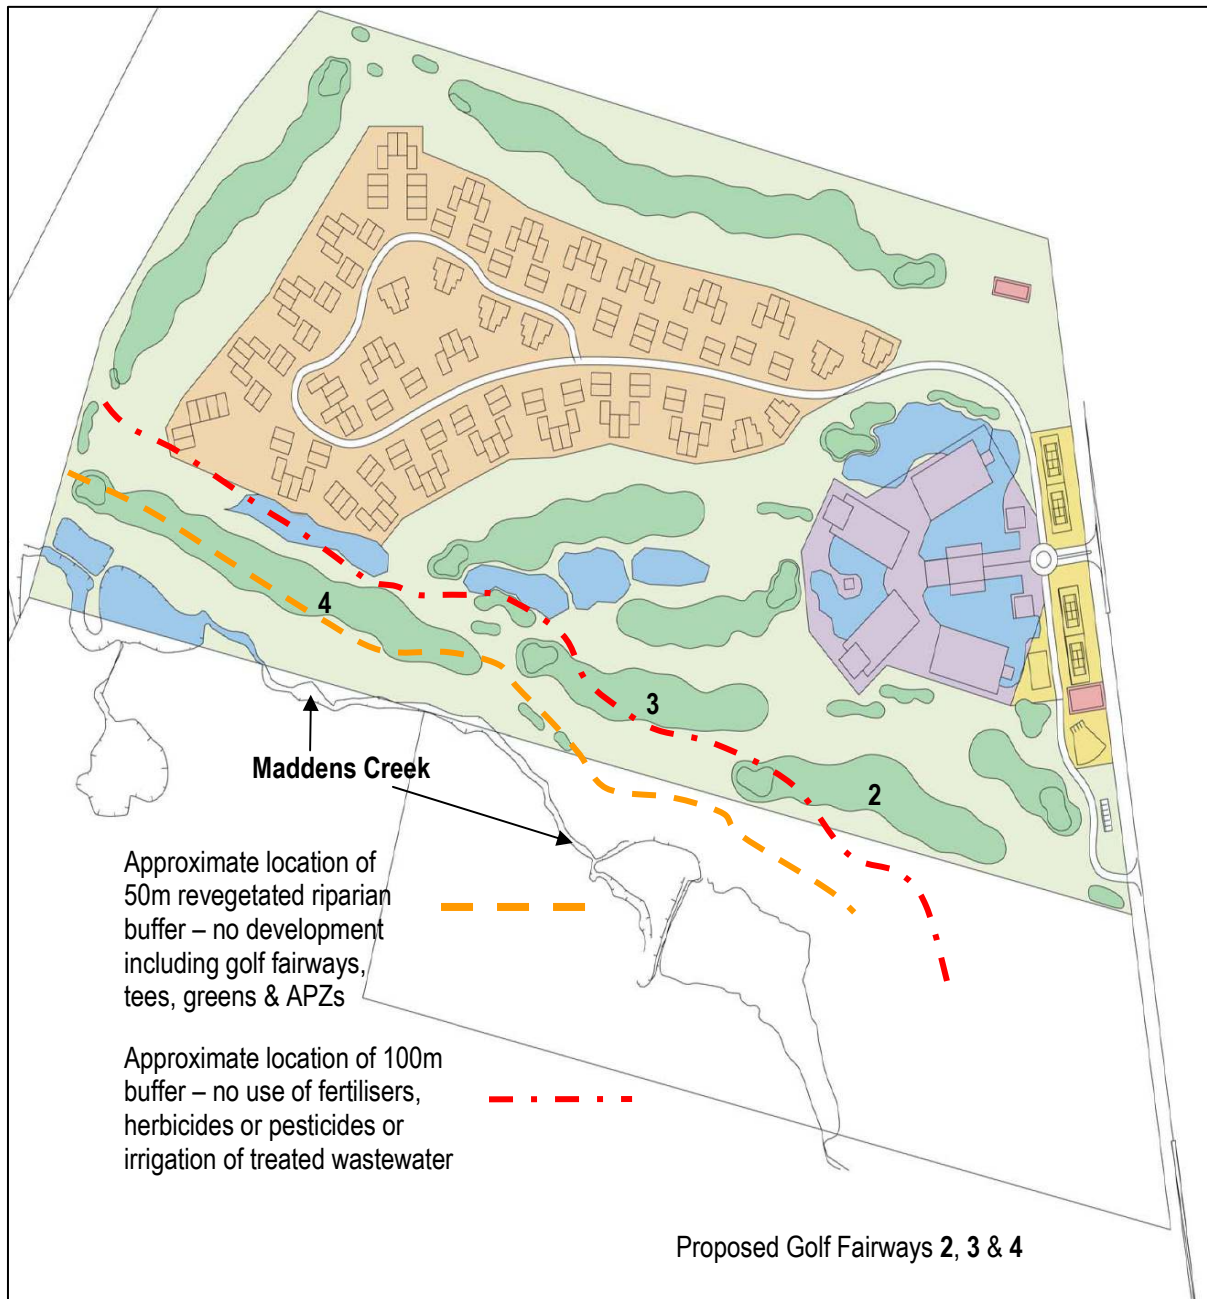 4
3
2
Maddens Creek
Approximate location of
50m revegetated riparian
buffer – no development
including golf fairways,
tees, greens & APZs
Approximate location of 100m
buffer – no use of fertilisers,
herbicides or pesticides or
irrigation of treated wastewater
Proposed Golf Fairways 2, 3 & 4